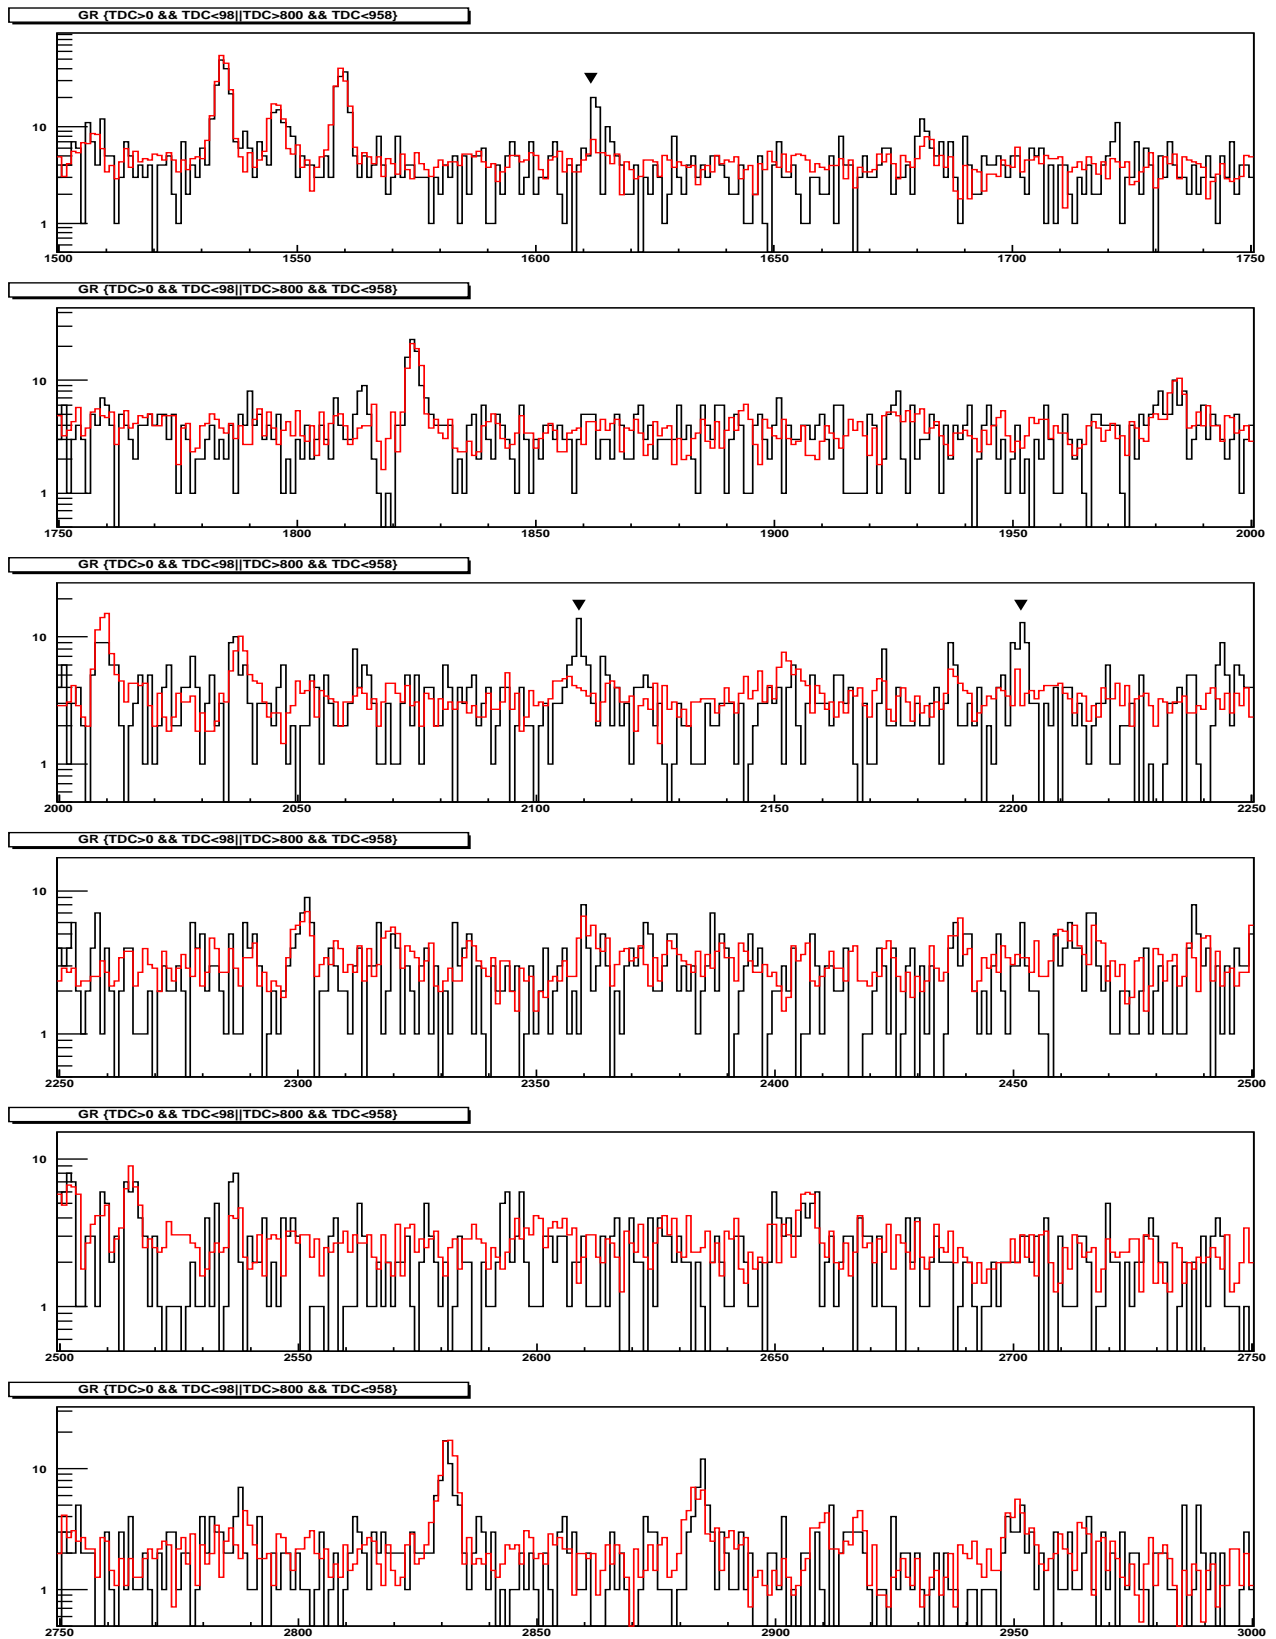 GR {TDC>0 && TDC<98||TDC>800 && TDC<958}
10
1
1500 1550 1600 1650 1700 1750
GR {TDC>0 && TDC<98||TDC>800 && TDC<958}
10
1
1750 1800 1850 1900 1950 2000
GR {TDC>0 && TDC<98||TDC>800 && TDC<958}
10
1
2000 2050 2100 2150 2200 2250
GR {TDC>0 && TDC<98||TDC>800 && TDC<958}
10
1
2250 2300 2350 2400 2450 2500
GR {TDC>0 && TDC<98||TDC>800 && TDC<958}
10
1
2500 2550 2600 2650 2700 2750
GR {TDC>0 && TDC<98||TDC>800 && TDC<958}
10
1
2750 2800 2850 2900 2950 3000